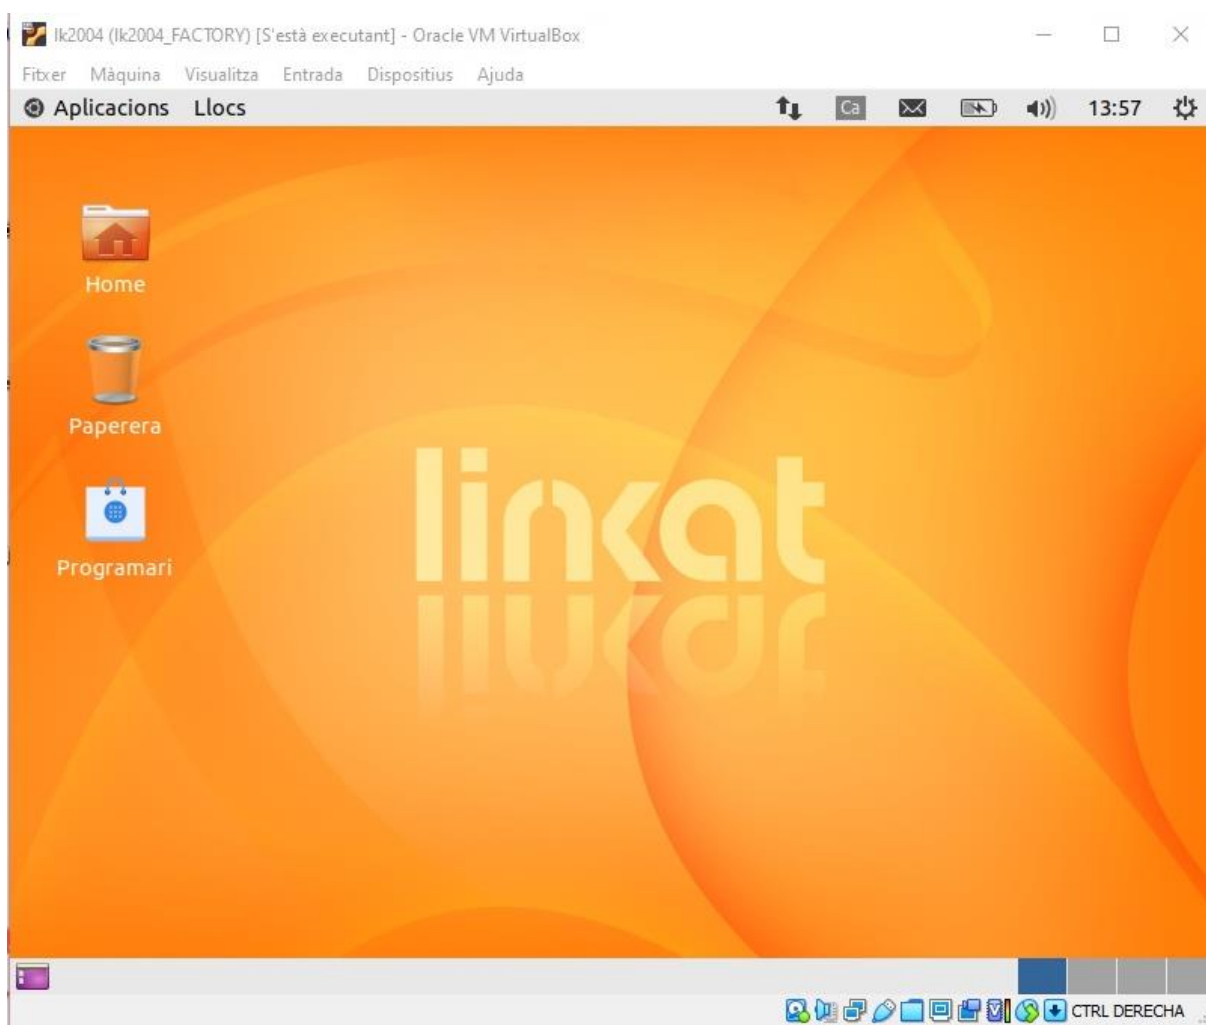 lk2004 (lk2004_FACTORY) [S'està executant] - Oracle VM VirtualBox
Fitxer Màquina Visualitza Entrada Dispositius Ajuda
Aplicacions Llocs Ca 13:57
Home
Paperera
linkat
Programari
CTRL DERECHA